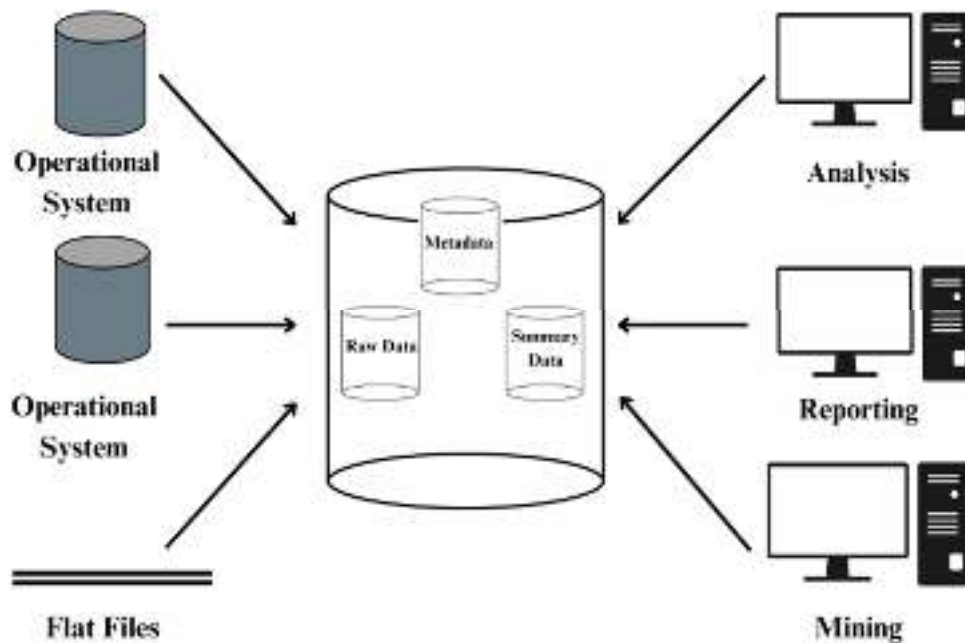 Operational
System
Operational
System
Flat Files
Metadata
Raw Data
Summary
Data
Analysis
Reporting
Mining